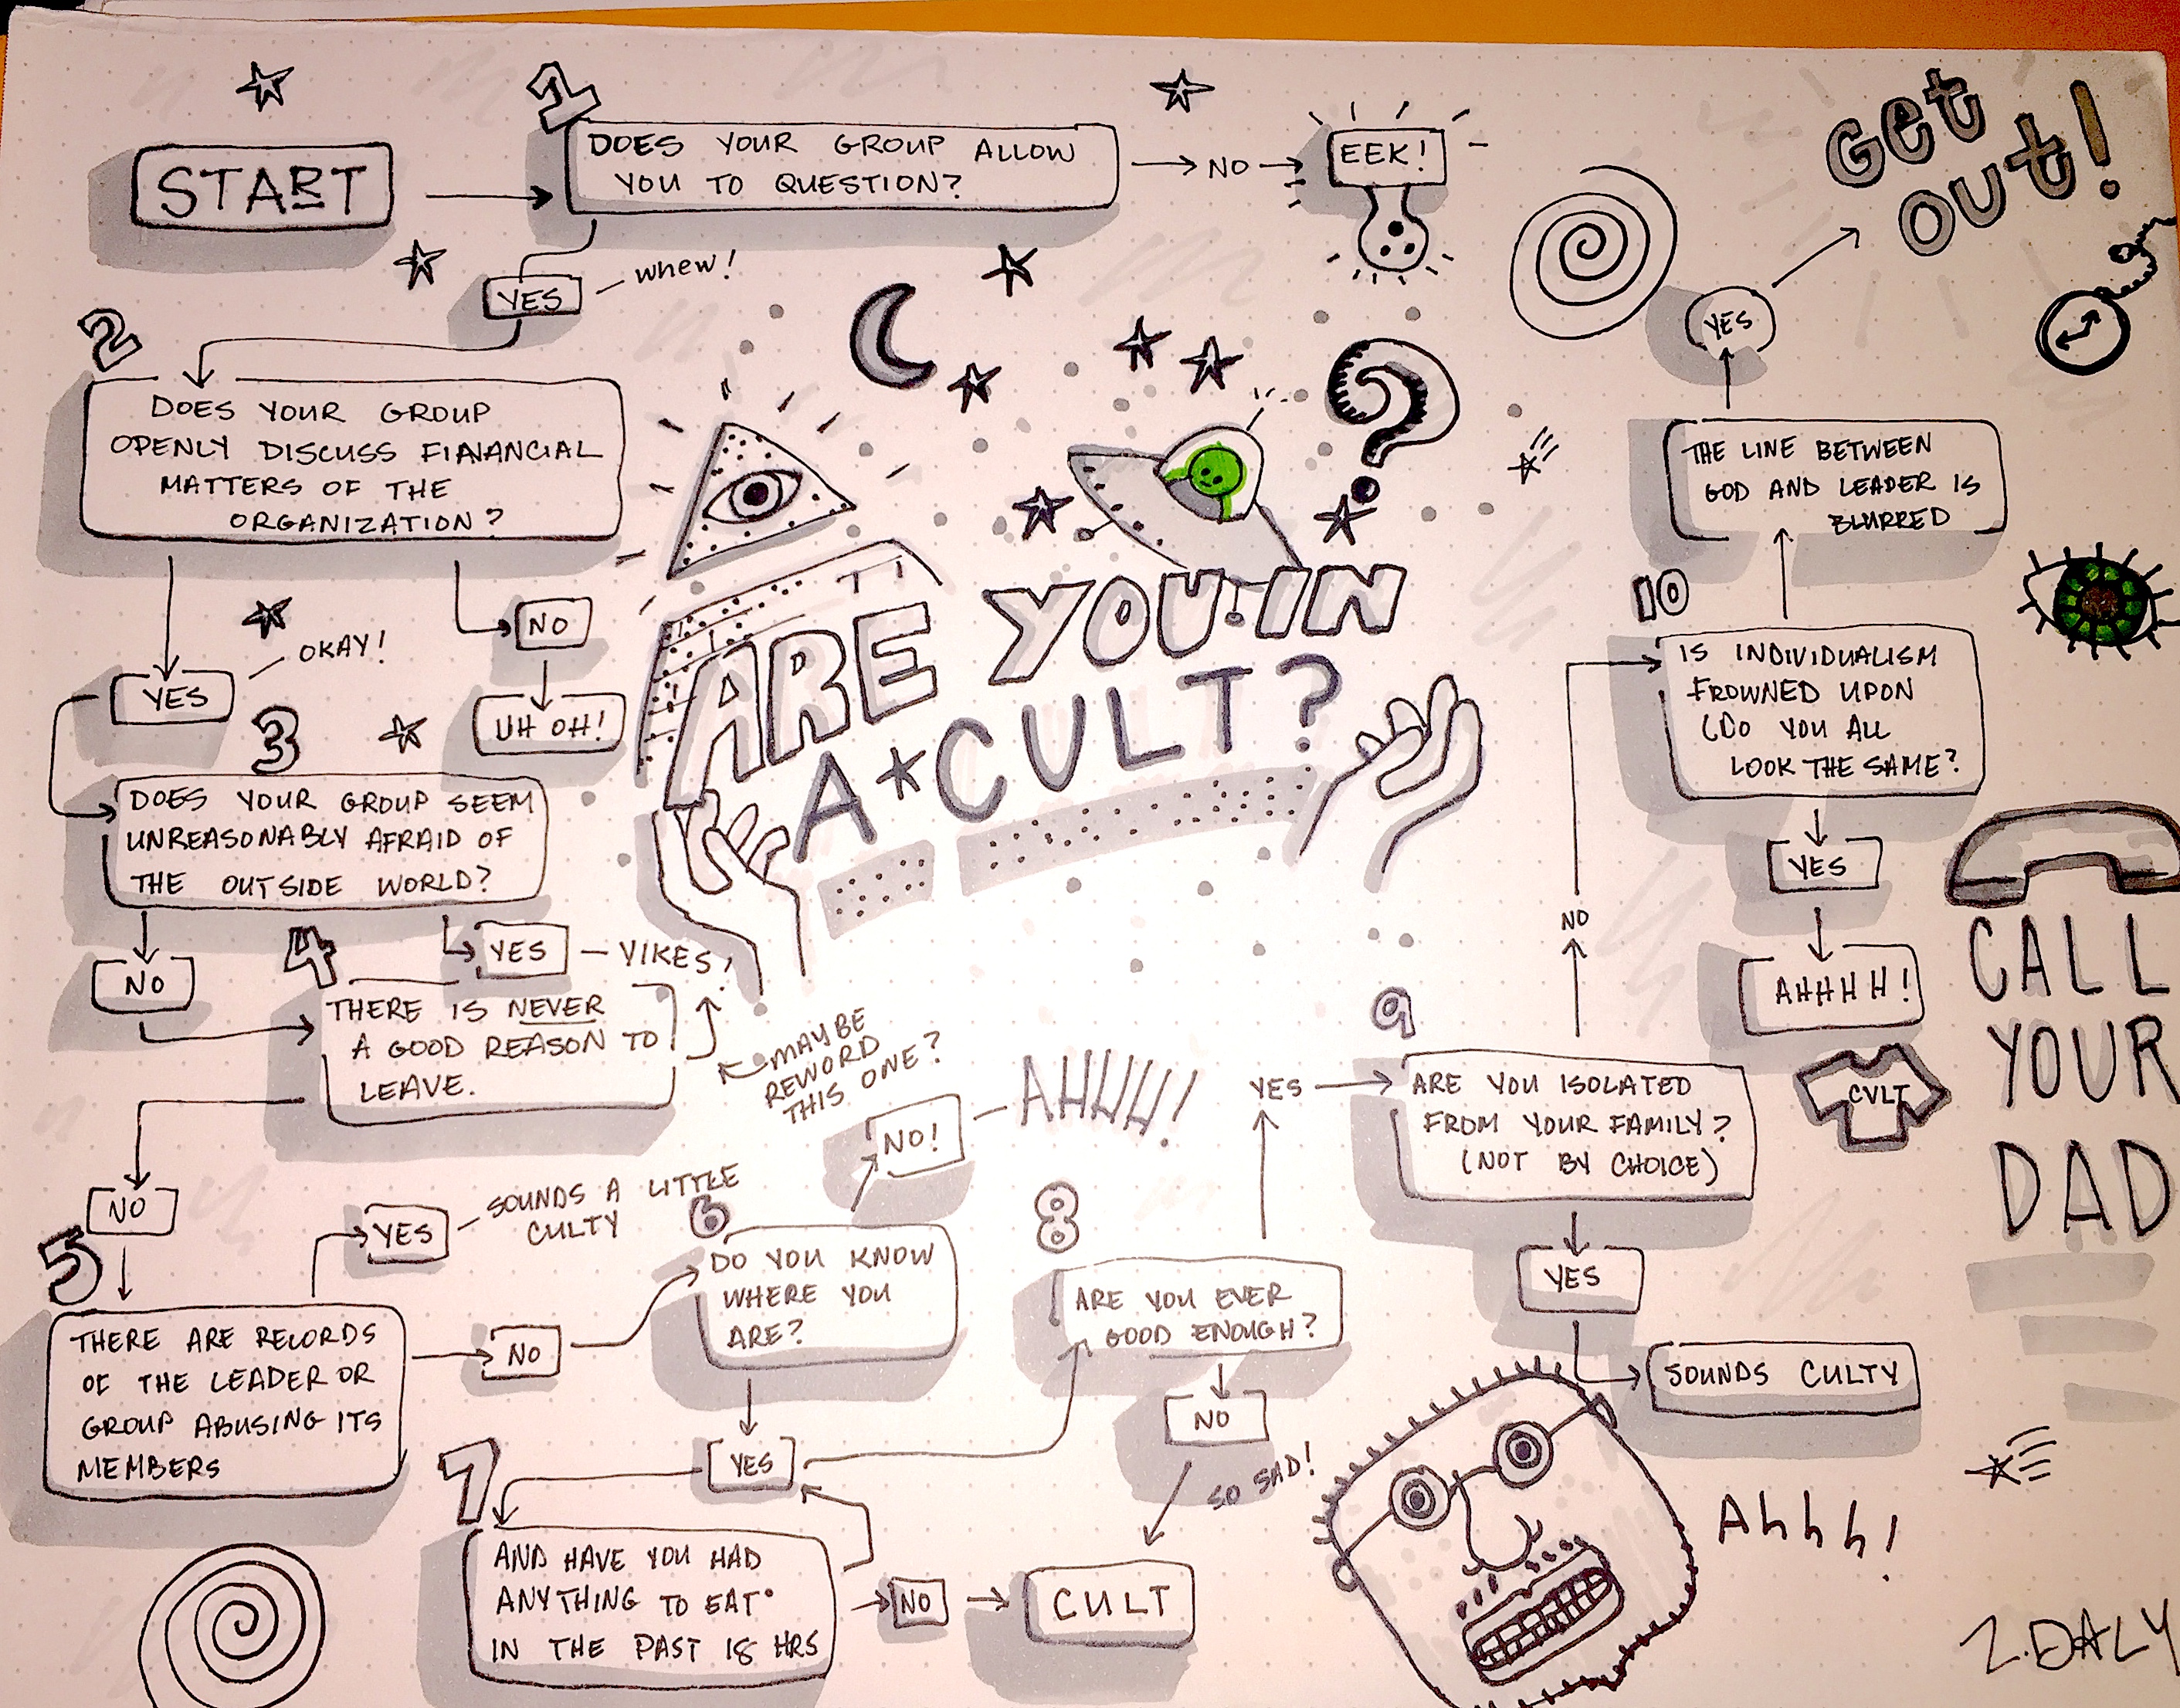 START
1
DOES YOUR GROUP ALLOW
YOU TO QUESTION?
NO
EEK!
YES
whew!
2
DOES YOUR GROUP
OPENLY DISCUSS FINANCIAL
MATTERS OF THE
ORGANIZATION?
NO
UH OH!
YES
OKAY!
3
DOES YOUR GROUP SEEM
UNREASONABLY AFRAID OF
THE OUTSIDE WORLD?
YES
YIKES!
NO
4
THERE IS NEVER
A GOOD REASON TO
LEAVE.
MAYBE
REWORD
THIS ONE?
NO
5
THERE ARE RECORDS
OF THE LEADER OR
GROUP ABUSING ITS
MEMBERS
YES
SOUNDS A LITTLE
CULTY
NO
6
DO YOU KNOW
WHERE YOU
ARE?
NO!
AHHH!
YES
7
AND HAVE YOU HAD
ANYTHING TO EAT
IN THE PAST 18 HRS
NO
CULT
8
ARE YOU EVER
GOOD ENOUGH?
NO
SO SAD!
YES
9
ARE YOU ISOLATED
FROM YOUR FAMILY?
(NOT BY CHOICE)
YES
SOUNDS CULTY
NO
10
IS INDIVIDUALISM
FROWNED UPON
(DO YOU ALL
LOOK THE SAME?
YES
AHHHH!
THE LINE BETWEEN
GOD AND LEADER IS
BLURRED
YES
Get
OUt!
ARE YOU IN
A*CULT?
CVLT
CALL
YOUR
DAD
Ahhh!
Z.DALY